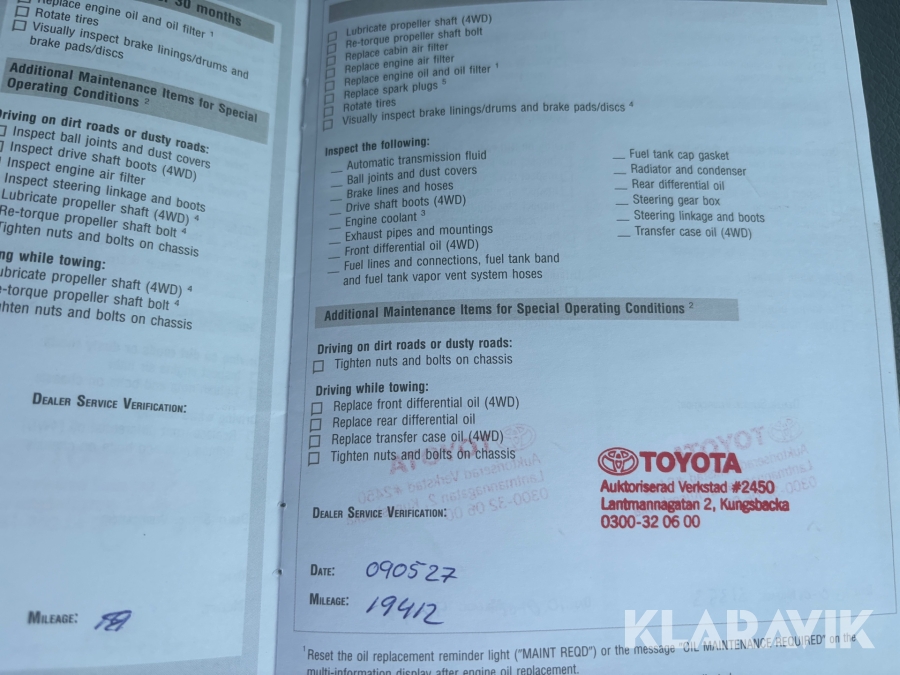 30 months
Replace engine oil and oil filter 1
Rotate tires
Visually inspect brake linings/drums and
brake pads/discs
Additional Maintenance Items for Special
Operating Conditions 2
Driving on dirt roads or dusty roads:
Inspect ball joints and dust covers
Inspect drive shaft boots (4WD)
Inspect engine air filter
Inspect steering linkage and boots
Lubricate propeller shaft (4WD) 4
Re-torque propeller shaft bolt 4
Tighten nuts and bolts on chassis
ng while towing:
ubricate propeller shaft (4WD) 4
e-torque propeller shaft bolt 4
ghten nuts and bolts on chassis
DEALER SERVICE VERIFICATION:
MILEAGE:
Lubricate propeller shaft (4WD)
Re-torque propeller shaft bolt
Replace cabin air filter
Replace engine air filter
Replace engine oil and oil filter 1
Replace spark plugs 5
Rotate tires
Visually inspect brake linings/drums and brake pads/discs 4
Inspect the following:
Automatic transmission fluid
Ball joints and dust covers
Brake lines and hoses
Drive shaft boots (4WD)
Engine coolant 3
Exhaust pipes and mountings
Front differential oil (4WD)
Fuel lines and connections, fuel tank band
and fuel tank vapor vent system hoses
Fuel tank cap gasket
Radiator and condenser
Rear differential oil
Steering gear box
Steering linkage and boots
Transfer case oil (4WD)
Additional Maintenance Items for Special Operating Conditions 2
Driving on dirt roads or dusty roads:
Tighten nuts and bolts on chassis
Driving while towing:
Replace front differential oil (4WD)
Replace rear differential oil
Replace transfer case oil (4WD)
Tighten nuts and bolts on chassis
TOYOTA
Auktoriserad Verkstad #2450
Lantmannagatan 2, Kungsbacka
0300-32 06 00
DEALER SERVICE VERIFICATION:
DATE: 090527
MILEAGE: 19412
1Reset the oil replacement reminder light ("MAINT REQD") or the message "OIL MAINTENANCE REQUIRED" on the
multi-information display after engine oil replacement.
KLARAVIK